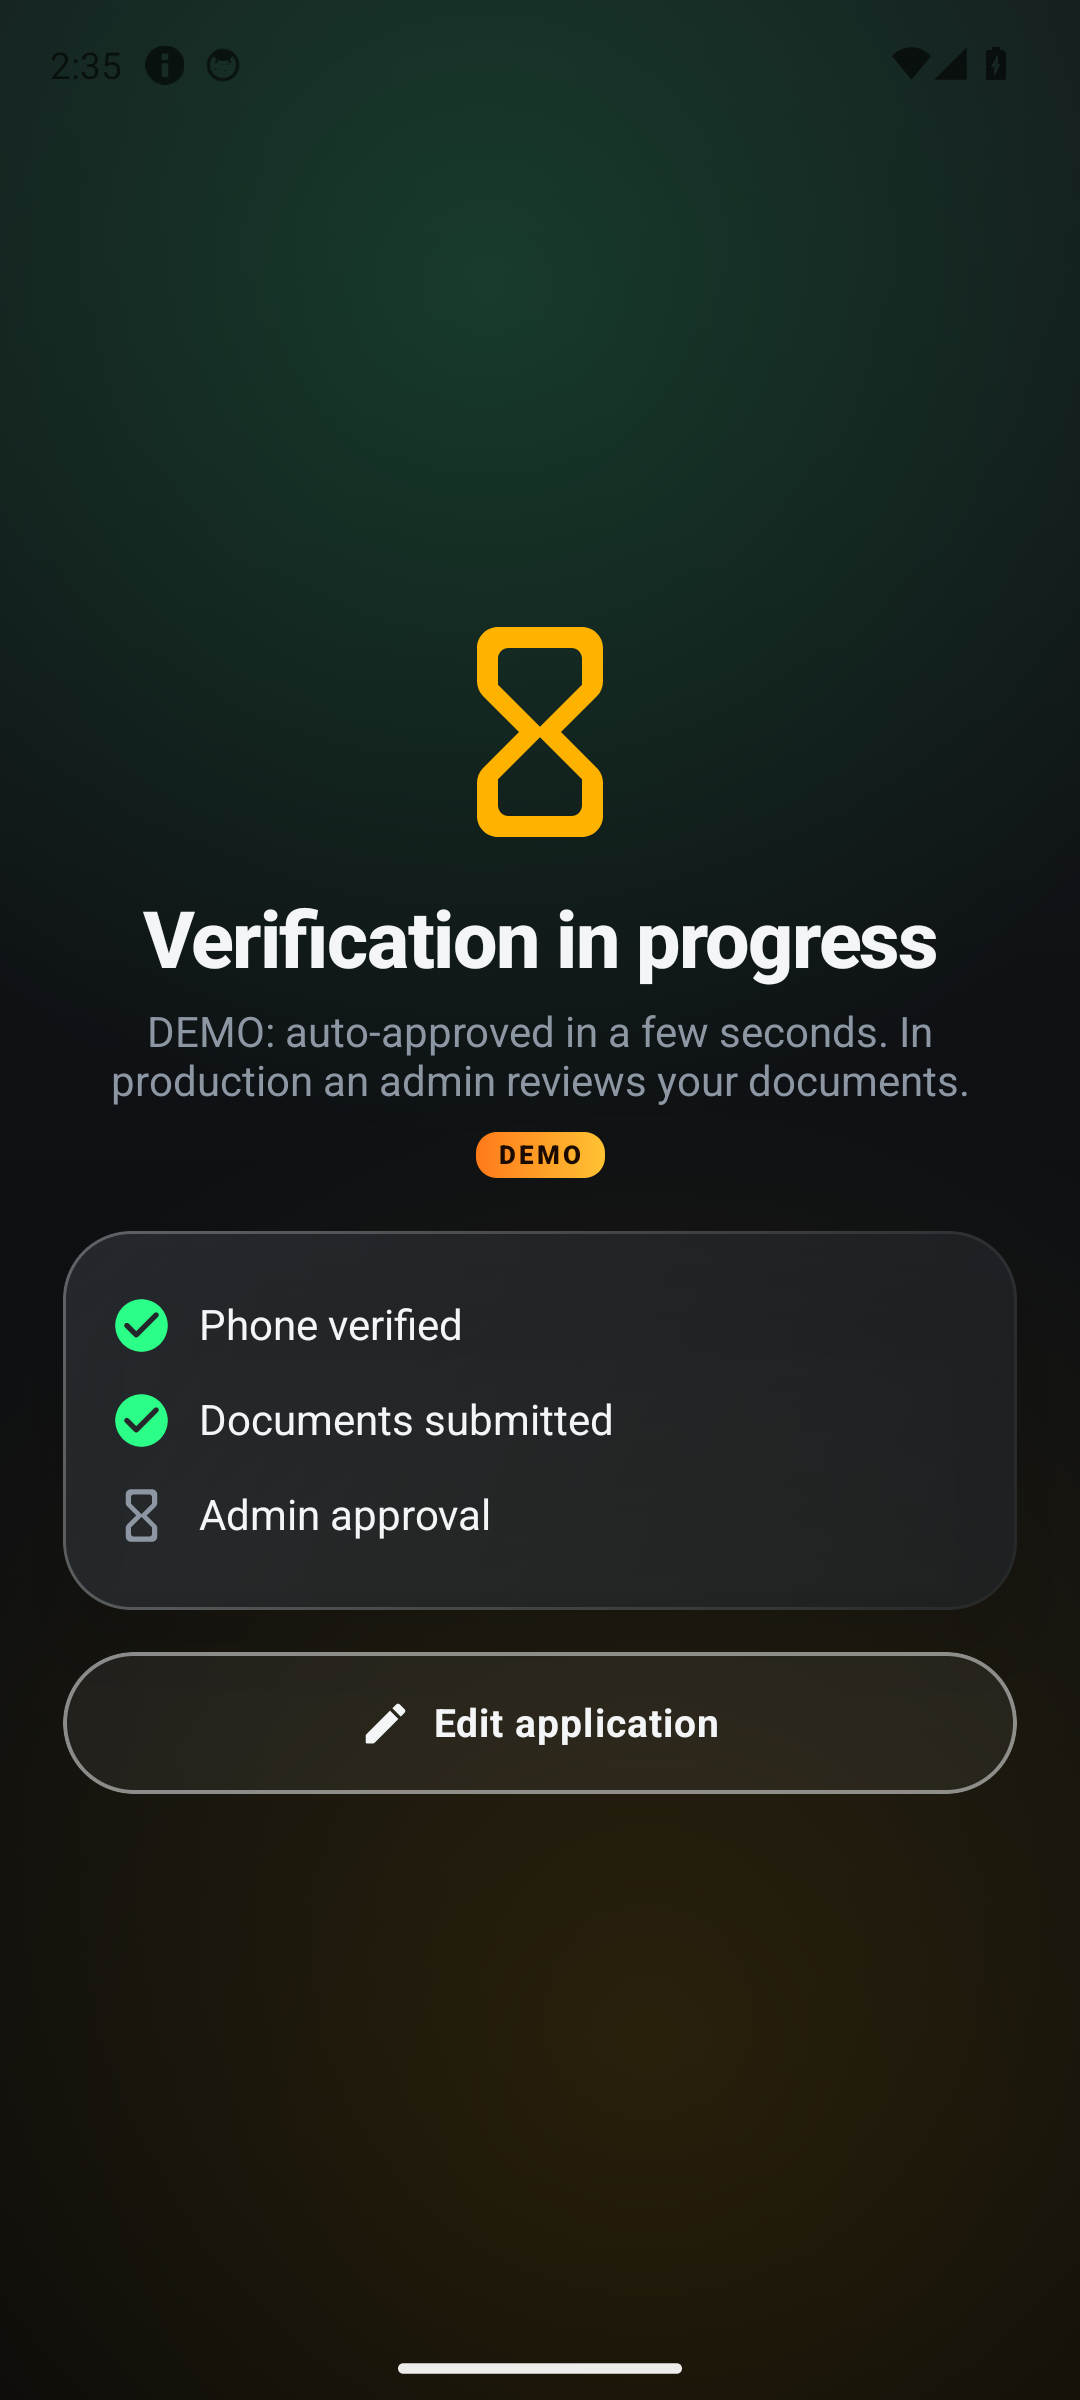 2:35
Verification in progress
DEMO: auto-approved in a few seconds. In
production an admin reviews your documents.
DEMO
Phone verified
Documents submitted
Admin approval
Edit application